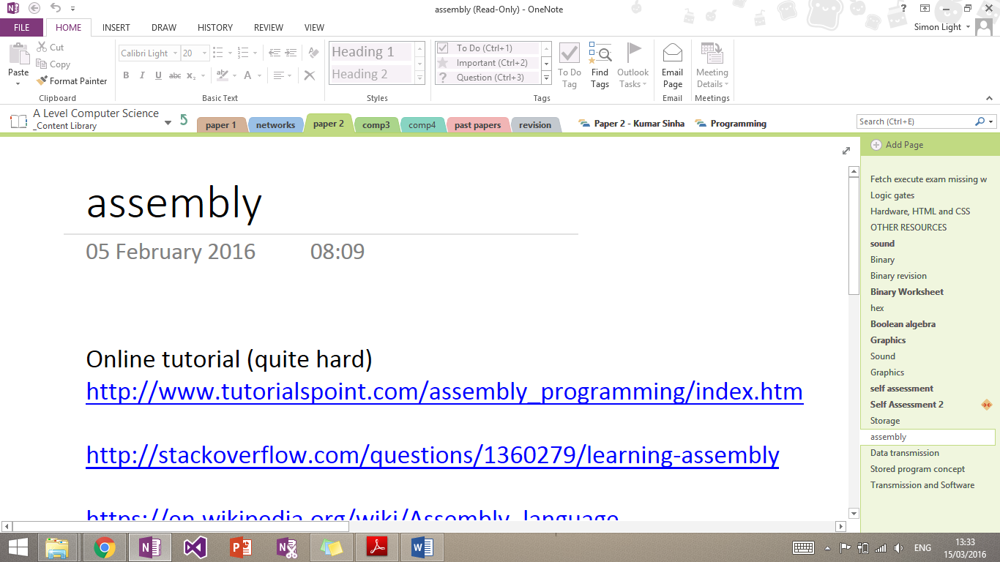 assembly (Read-Only) - OneNote
?
FILE HOME INSERT DRAW HISTORY REVIEW VIEW
Simon Light
Paste
Cut
Copy
Format Painter
Clipboard
Calibri Light 20
B I U abc x₂ A
Basic Text
Heading 1
Heading 2
Styles
To Do (Ctrl+1)
Important (Ctrl+2)
? Question (Ctrl+3)
To Do Tag
Find Tags
Outlook Tasks
Tags
Email Page
Email
Meeting Details
Meetings
A Level Computer Science
_Content Library
paper 1 networks paper 2 comp3 comp4 past papers revision
Paper 2 - Kumar Sinha Programming
Search (Ctrl+E)
Add Page
assembly
05 February 2016 08:09
Online tutorial (quite hard)
http://www.tutorialspoint.com/assembly_programming/index.htm
http://stackoverflow.com/questions/1360279/learning-assembly
https://en.wikipedia.org/wiki/Assembly_language
Fetch execute exam missing w
Logic gates
Hardware, HTML and CSS
OTHER RESOURCES
sound
Binary
Binary revision
Binary Worksheet
hex
Boolean algebra
Graphics
Sound
Graphics
self assessment
Self Assessment 2
Storage
assembly
Data transmission
Stored program concept
Transmission and Software
ENG
13:33
15/03/2016